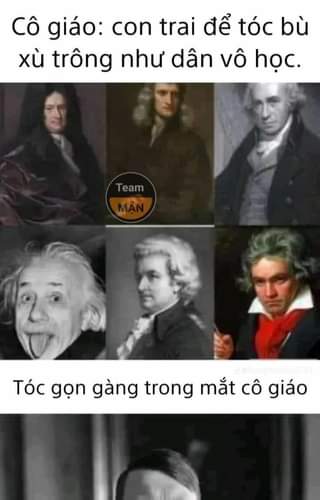 Cô giáo: con trai để tóc bù
xù trông như dân vô học.
Team
MẶN
Tóc gọn gàng trong mắt cô giáo